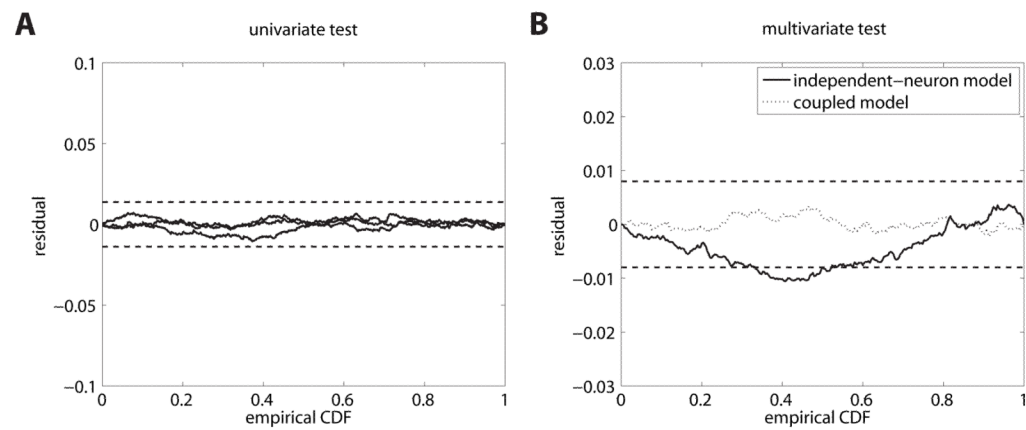 A
univariate test
0.1
0.05
0
−0.05
−0.1
residual
0
0.2
0.4
0.6
0.8
1
empirical CDF
B
multivariate test
independent−neuron model
coupled model
0.03
0.02
0.01
0
−0.01
−0.02
−0.03
residual
0
0.2
0.4
0.6
0.8
1
empirical CDF